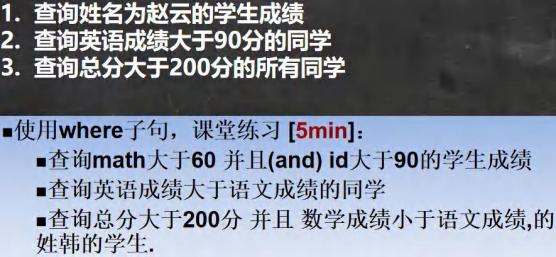 1. 查询姓名为赵云的学生成绩
2. 查询英语成绩大于90分的同学
3. 查询总分大于200分的所有同学
■使用where子句，课堂练习 [5min]：
■查询math大于60 并且(and) id大于90的学生成绩
■查询英语成绩大于语文成绩的同学
■查询总分大于200分 并且 数学成绩小于语文成绩,的
姓韩的学生.